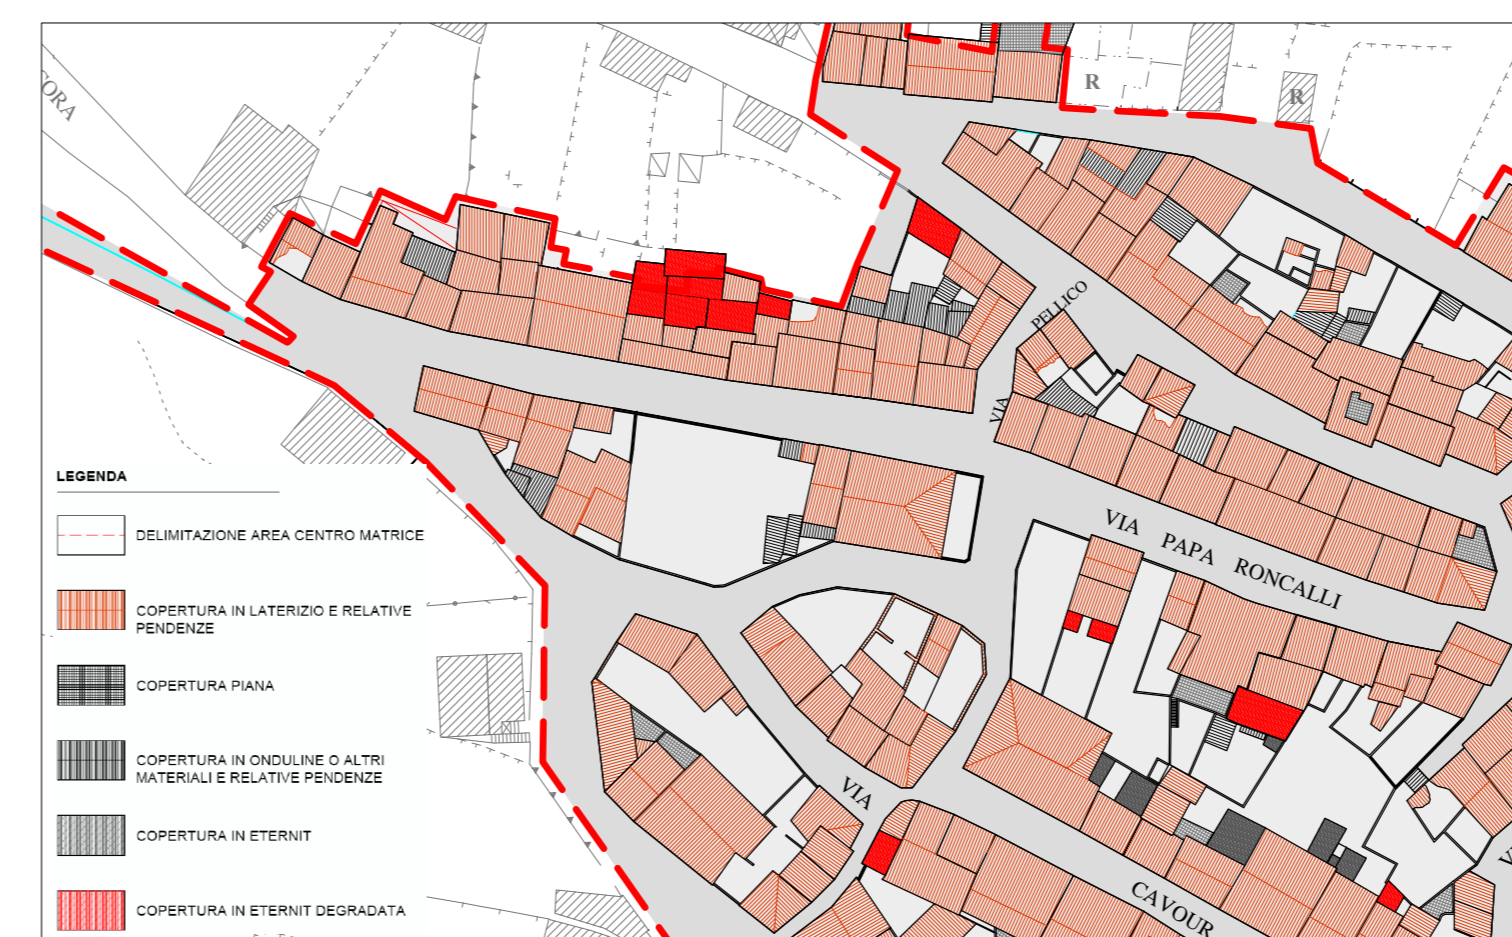 CORA
R
R
VIA PELLICO
VIA PAPA RONCALLI
VIA CAVOUR
LEGENDA
DELIMITAZIONE AREA CENTRO MATRICE
COPERTURA IN LATERIZIO E RELATIVE
PENDENZE
COPERTURA PIANA
COPERTURA IN ONDULINE O ALTRI
MATERIALI E RELATIVE PENDENZE
COPERTURA IN ETERNIT
COPERTURA IN ETERNIT DEGRADATA